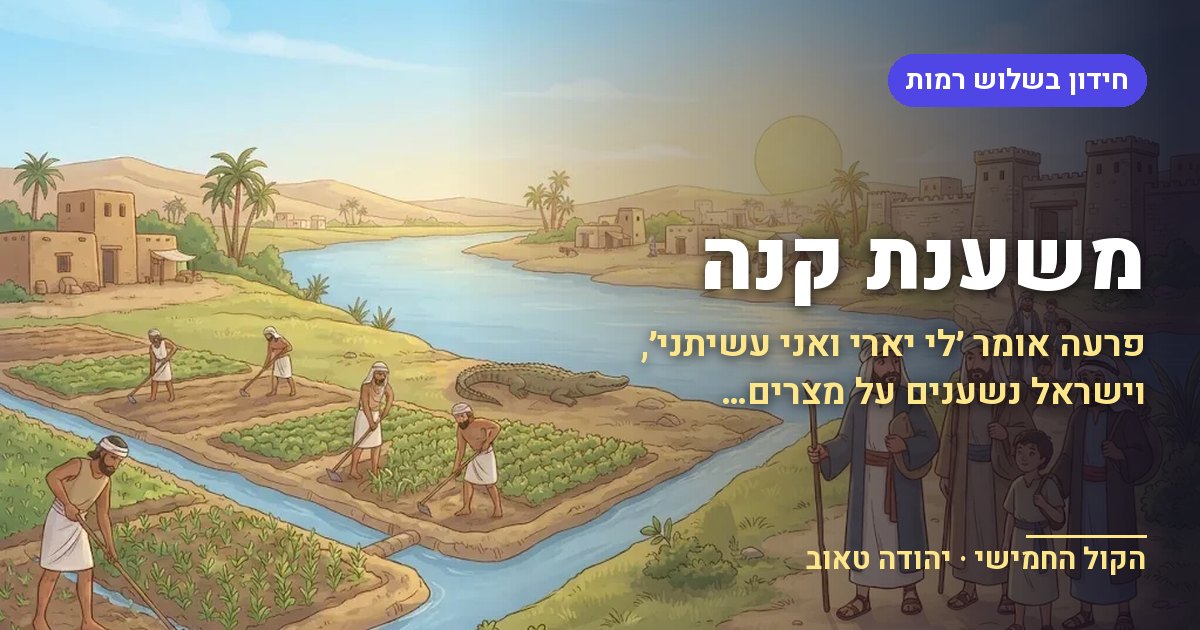 חידון בשלוש רמות
משענת קנה
פרעה אומר ׳לי יארי ואני עשיתני׳,
וישראל נשענים על מצרים...
הקול החמישי · יהודה טאוב